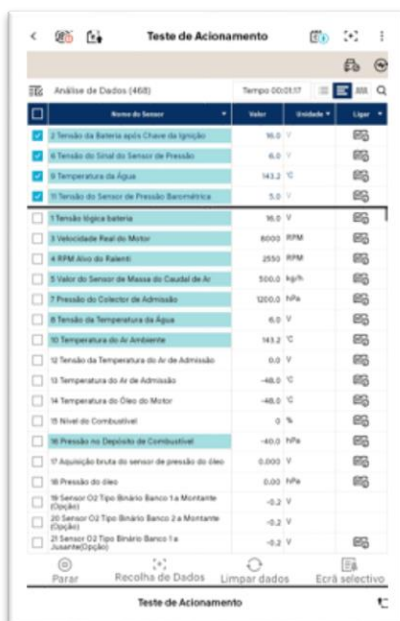 Teste de Acionamento
Análise de Dados (468) Tempo 00:01:17
Nome do Sensor Valor Unidade Ligar
2 Tensão da Bateria após Chave da Ignição 16.0 V
6 Tensão do Sinal do Sensor de Pressão 6.0 V
9 Temperatura da Água 143.2 °C
11 Tensão do Sensor de Pressão Barométrica 5.0 V
1 Tensão lógica bateria 16.0 V
3 Velocidade Real do Motor 8000 RPM
4 RPM Alvo do Ralenti 2550 RPM
5 Valor do Sensor de Massa do Caudal de Ar 500.0 kg/h
7 Pressão do Colector de Admissão 1200.0 hPa
8 Tensão da Temperatura da Água 6.0 V
10 Temperatura do Ar Ambiente 143.2 °C
12 Tensão da Temperatura do Ar de Admissão 0.0 V
13 Temperatura do Ar de Admissão -48.0 °C
14 Temperatura do Óleo do Motor -48.0 °C
15 Nível do Combustível 0 %
16 Pressão no Depósito de Combustível -40.0 hPa
17 Aquisição bruta do sensor de pressão do óleo 0.000 V
18 Pressão do óleo 0.00 hPa
19 Sensor O2 Tipo Binário Banco 1 a Montante
(Opção) -0.2 V
20 Sensor O2 Tipo Binário Banco 2 a Montante
(Opção) -0.2 V
21 Sensor O2 Tipo Binário Banco 1 a
Jusante(Opção) -0.2 V
Parar Recolha de Dados Limpar dados Ecrã selectivo
Teste de Acionamento